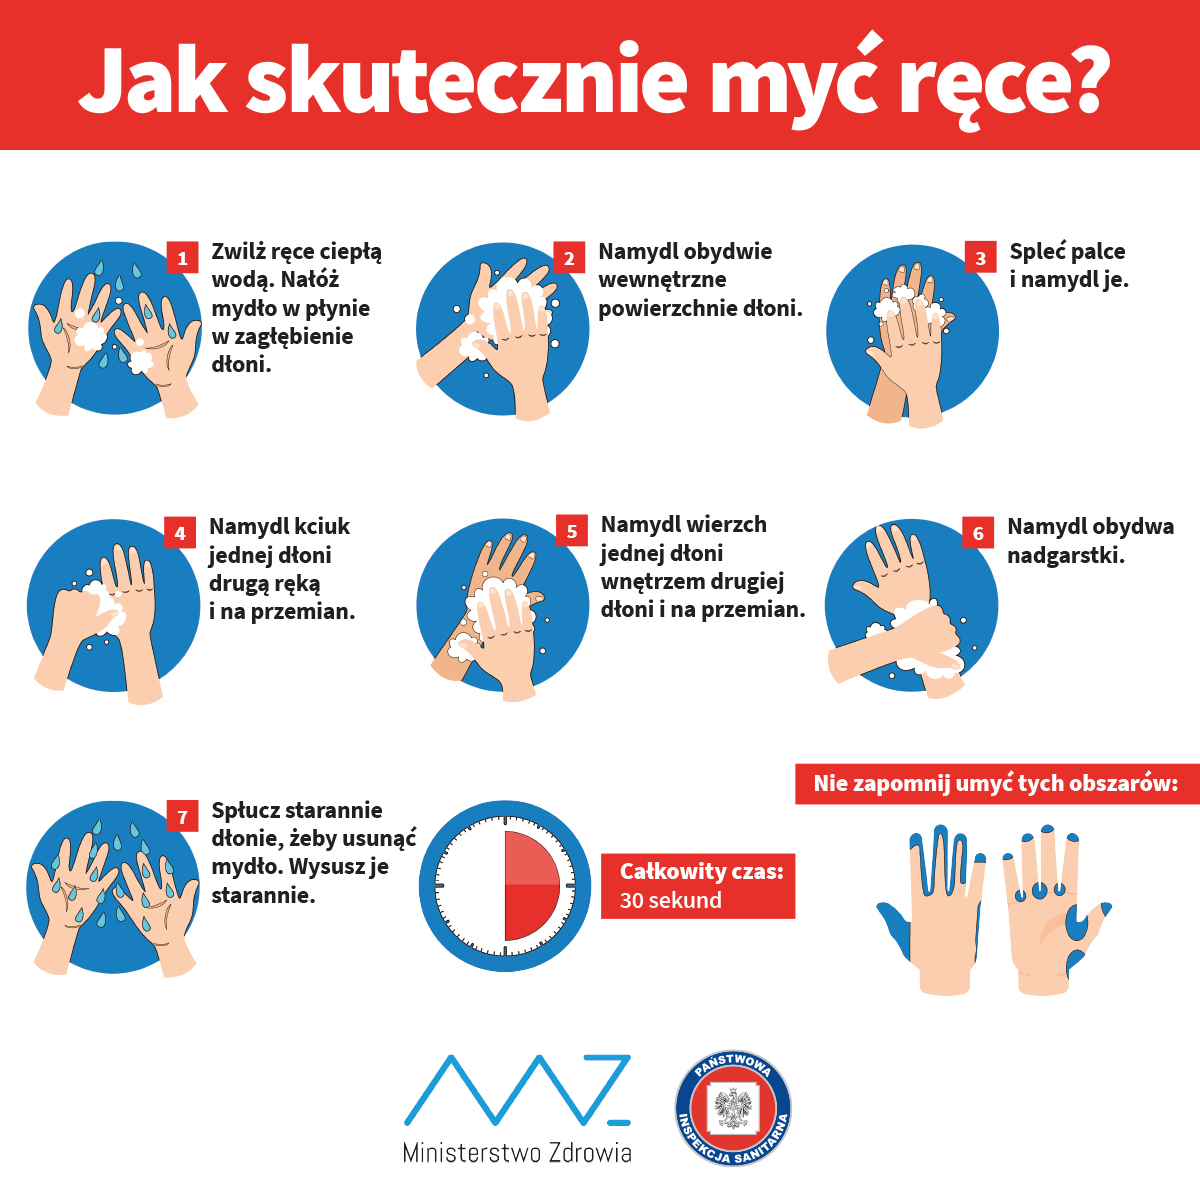 Jak skutecznie myć ręce?
1
Zwilż ręce ciepłą
wodą. Nałóż
mydło w płynie
w zagłębienie
dłoni.
2
Namydl obydwie
wewnętrzne
powierzchnie dłoni.
3
Spleć palce
i namydl je.
4
Namydl kciuk
jednej dłoni
drugą ręką
i na przemian.
5
Namydl wierzch
jednej dłoni
wnętrzem drugiej
dłoni i na przemian.
6
Namydl obydwa
nadgarstki.
7
Spłucz starannie
dłonie, żeby usunąć
mydło. Wysusz je
starannie.
Całkowity czas:
30 sekund
Nie zapomnij umyć tych obszarów:
Ministerstwo Zdrowia
PAŃSTWOWA
INSPEKCJA SANITARNA